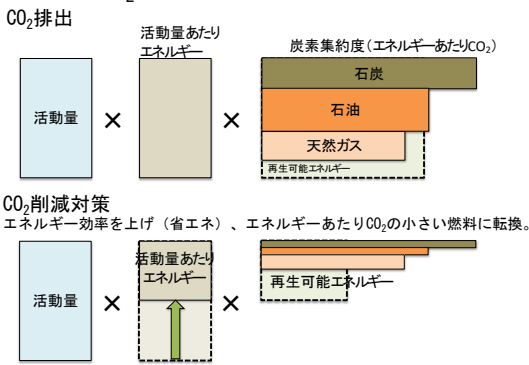 CO₂排出
活動量あたり
エネルギー
炭素集約度(エネルギーあたりCO₂)
活動量
×
×
石炭
石油
天然ガス
再生可能エネルギー
CO₂削減対策
エネルギー効率を上げ（省エネ）、エネルギーあたりCO₂の小さい燃料に転換。
活動量
×
活動量あたり
エネルギー
×
再生可能エネルギー